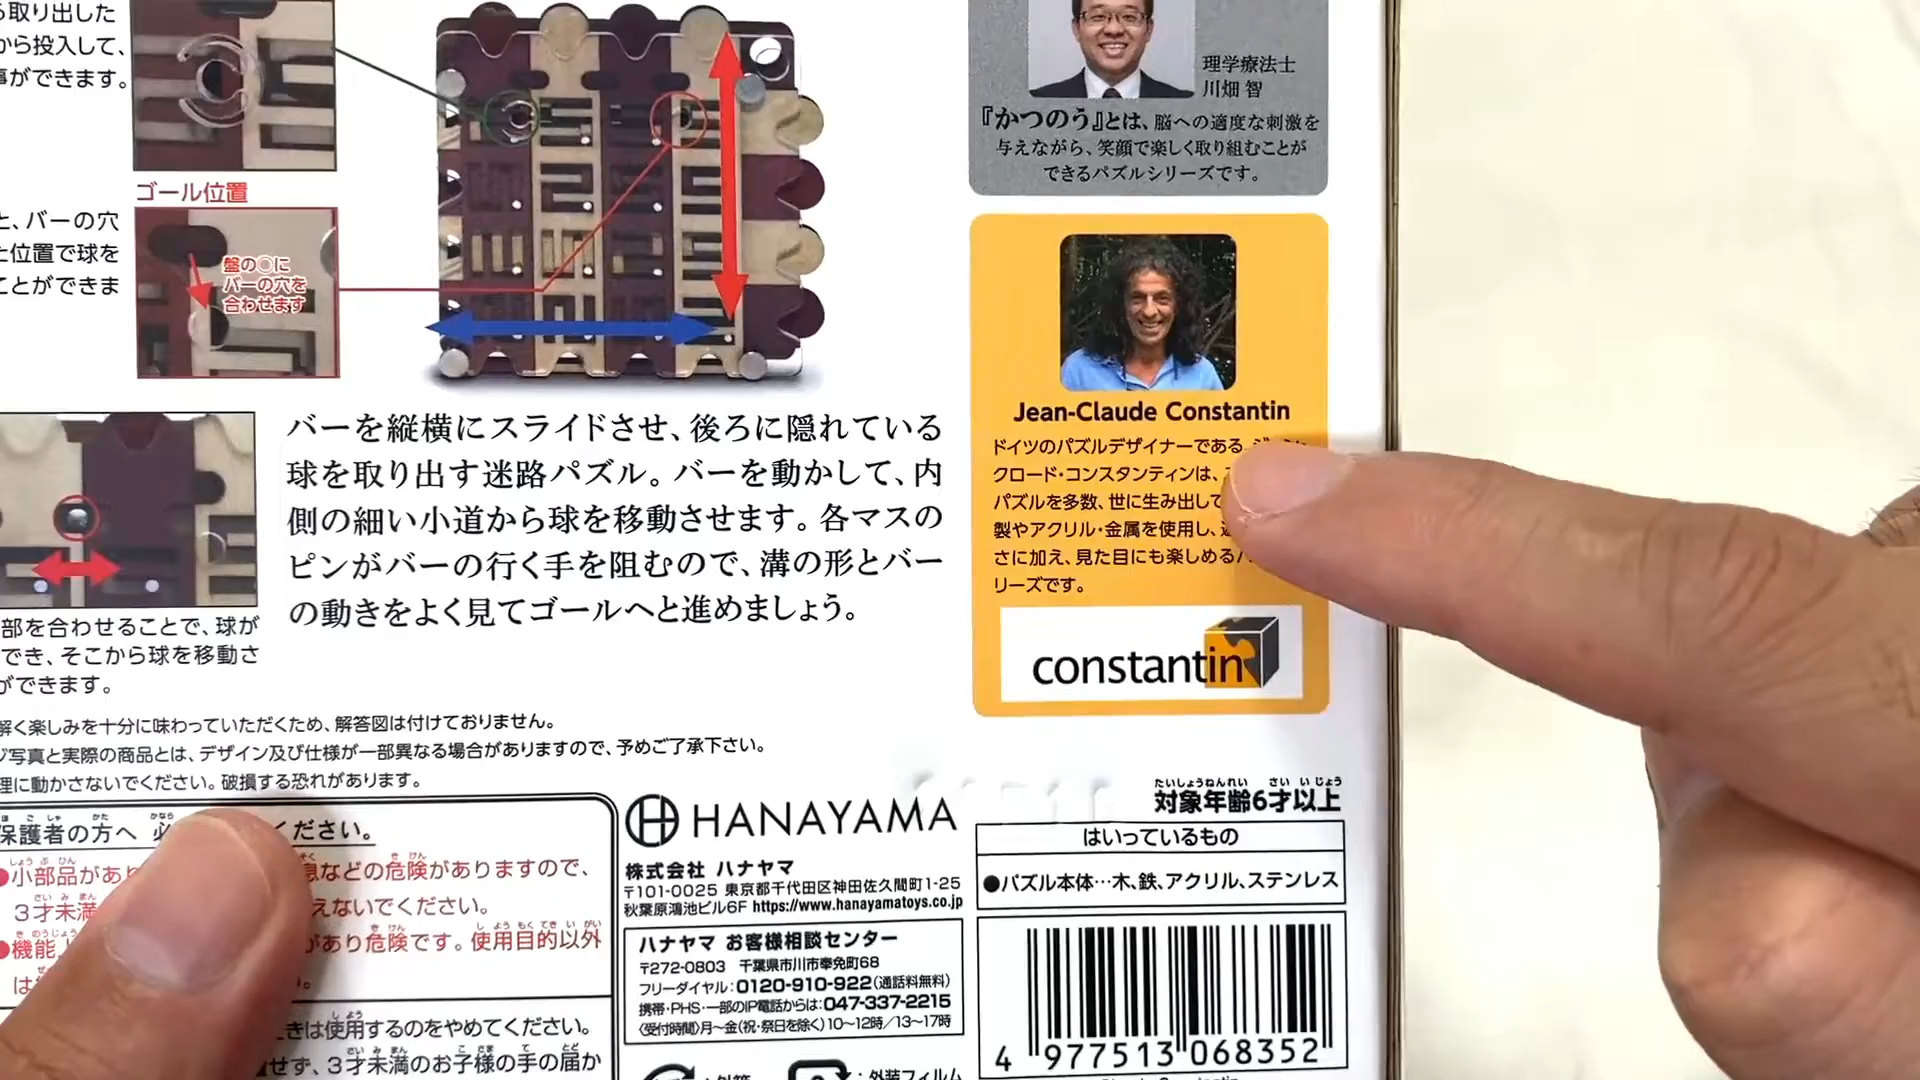 取り出した
から投入して、
事ができます。
ゴール位置
盤の◎に
バーの穴を
合わせます
と、バーの穴
た位置で球を
ことができま
理学療法士
川畑 智
『かつのう』とは、脳への適度な刺激を
与えながら、笑顔で楽しく取り組むことが
できるパズルシリーズです。
Jean-Claude Constantin
ドイツのパズルデザイナーである
クロード・コンスタンティンは、
パズルを多数、世に生み出して
製やアクリル・金属を使用し、
さに加え、見た目にも楽しめる
リーズです。
constantin
バーを縦横にスライドさせ、後ろに隠れている
球を取り出す迷路パズル。バーを動かして、内
側の細い小道から球を移動させます。各マスの
ピンがバーの行く手を阻むので、溝の形とバー
の動きをよく見てゴールへと進めましょう。
部を合わせることで、球が
でき、そこから球を移動さ
ができます。
解く楽しみを十分に味わっていただくため、解答図は付けておりません。
ジ写真と実際の商品とは、デザイン及び仕様が一部異なる場合がありますので、予めご了承下さい。
理に動かさないでください。破損する恐れがあります。
保護者の方へ 必 ください。
●小部品があり 息などの危険がありますので、
3才未満 えないでください。
●機能 があり危険です。使用目的以外
は
きは使用するのをやめてください。
せず、3才未満のお子様の手の届か
HANAYAMA
株式会社 ハナヤマ
〒101-0025 東京都千代田区神田佐久間町1-25
秋葉原鴻池ビル6F https://www.hanayamatoys.co.jp
ハナヤマ お客様相談センター
〒272-0803 千葉県市川市奉免町68
フリーダイヤル:0120-910-922(通話料無料)
携帯・PHS・一部のIP電話からは:047-337-2215
〈受付時間〉月〜金(祝・祭日を除く)10〜12時/13〜17時
:外箱
:外装フィルム
たいしょうねんれい さい いじょう
対象年齢6才以上
はいっているもの
●パズル本体…木、鉄、アクリル、ステンレス
4 977513 068352